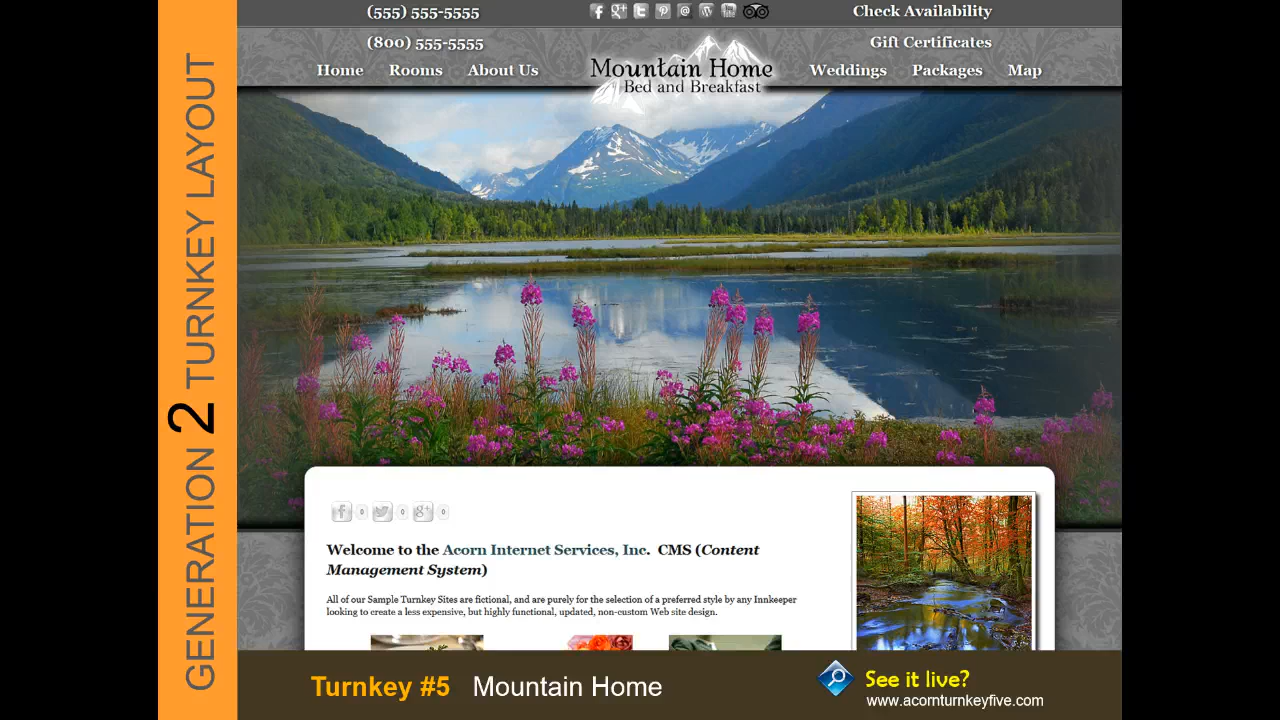 GENERATION 2 TURNKEY LAYOUT
(555) 555-5555
Check Availability
(800) 555-5555
Gift Certificates
Home Rooms About Us
Mountain Home
Bed and Breakfast
Weddings Packages Map
0 0 0
Welcome to the Acorn Internet Services, Inc. CMS (Content
Management System)
All of our Sample Turnkey Sites are fictional, and are purely for the selection of a preferred style by any Innkeeper
looking to create a less expensive, but highly functional, updated, non-custom Web site design.
Turnkey #5 Mountain Home
See it live?
www.acornturnkeyfive.com